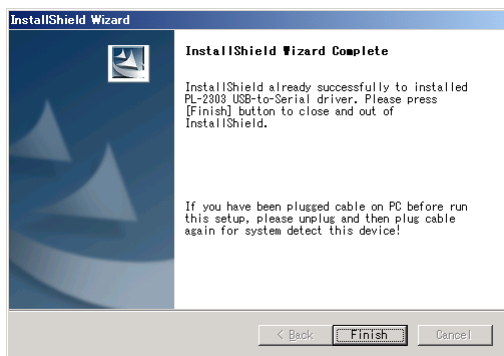 InstallShield Wizard
InstallShield Wizard Complete
InstallShield already successfully to installed
PL-2303 USB-to-Serial driver. Please press
[Finish] button to close and out of
InstallShield.
If you have been plugged cable on PC before run
this setup, please unplug and then plug cable
again for system detect this device!
< Back
Finish
Cancel